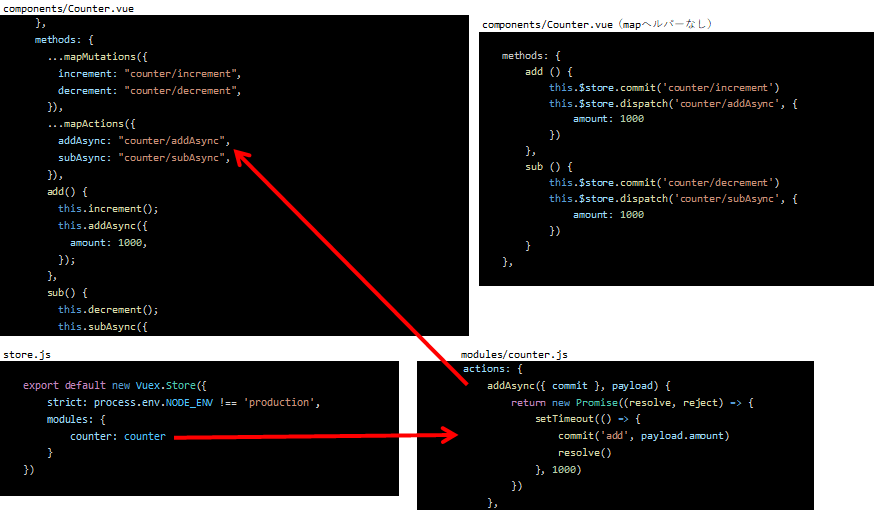 components/Counter.vue
},
methods: {
...mapMutations({
increment: "counter/increment",
decrement: "counter/decrement",
}),
...mapActions({
addAsync: "counter/addAsync",
subAsync: "counter/subAsync",
}),
add() {
this.increment();
this.addAsync({
amount: 1000,
});
},
sub() {
this.decrement();
this.subAsync({
components/Counter.vue（mapヘルパーなし）
methods: {
add () {
this.$store.commit('counter/increment')
this.$store.dispatch('counter/addAsync', {
amount: 1000
})
},
sub () {
this.$store.commit('counter/decrement')
this.$store.dispatch('counter/subAsync', {
amount: 1000
})
}
},
store.js
export default new Vuex.Store({
strict: process.env.NODE_ENV !== 'production',
modules: {
counter: counter
}
})
modules/counter.js
actions: {
addAsync({ commit }, payload) {
return new Promise((resolve, reject) => {
setTimeout(() => {
commit('add', payload.amount)
resolve()
}, 1000)
})
},